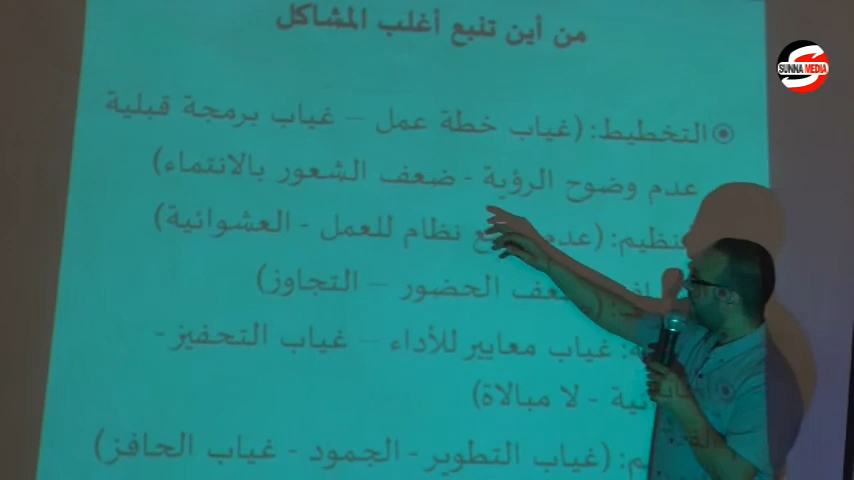 من أين تنبع أغلب المشاكل
SUNNA MEDIA
التخطيط: (غياب خطة عمل – غياب برمجة قبلية
عدم وضوح الرؤية - ضعف الشعور بالانتماء)
نظام للعمل - العشوائية)
الحضور – التجاوز)
غياب معايير للأداء – غياب التحفيز -
- لا مبالاة)
(غياب التطوير - الجمود - غياب الحافز)